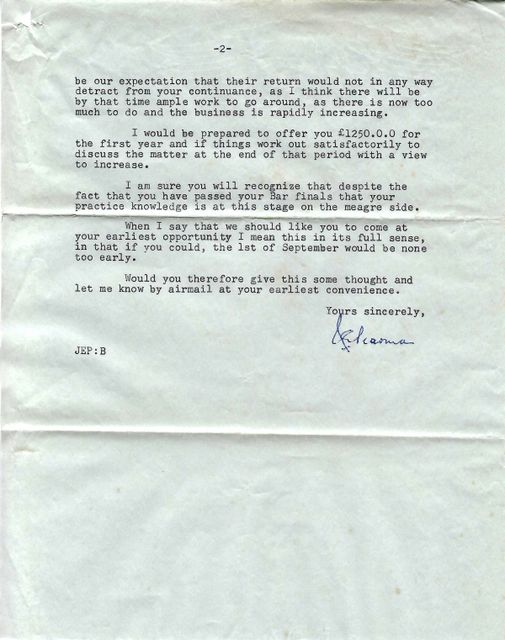 -2-
be our expectation that their return would not in any way
detract from your continuance, as I think there will be
by that time ample work to go around, as there is now too
much to do and the business is rapidly increasing.
I would be prepared to offer you £1250.0.0 for
the first year and if things work out satisfactorily to
discuss the matter at the end of that period with a view
to increase.
I am sure you will recognize that despite the
fact that you have passed your Bar finals that your
practice knowledge is at this stage on the meagre side.
When I say that we should like you to come at
your earliest opportunity I mean this in its full sense,
in that if you could, the 1st of September would be none
too early.
Would you therefore give this some thought and
let me know by airmail at your earliest convenience.
Yours sincerely,
JEP:B